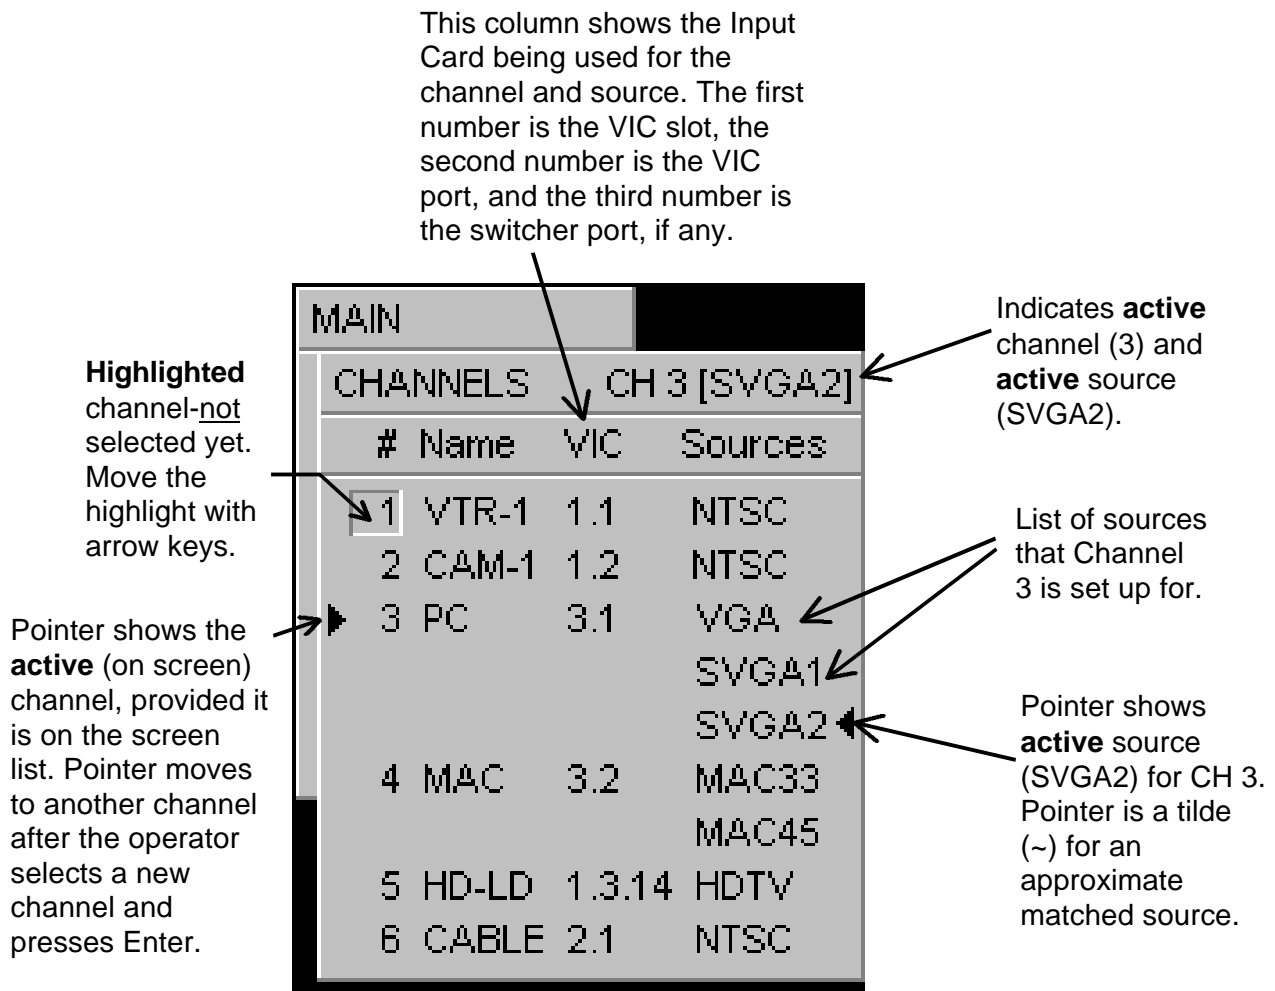 This column shows the Input
Card being used for the
channel and source. The first
number is the VIC slot, the
second number is the VIC
port, and the third number is
the switcher port, if any.
Highlighted
channel-not
selected yet.
Move the
highlight with
arrow keys.
Pointer shows the
active (on screen)
channel, provided it
is on the screen
list. Pointer moves
to another channel
after the operator
selects a new
channel and
presses Enter.
MAIN
CHANNELS CH 3 [SVGA2]
# Name VIC Sources
1 VTR-1 1.1 NTSC
2 CAM-1 1.2 NTSC
3 PC 3.1 VGA
SVGA1
SVGA2
4 MAC 3.2 MAC33
MAC45
5 HD-LD 1.3.14 HDTV
6 CABLE 2.1 NTSC
Indicates active
channel (3) and
active source
(SVGA2).
List of sources
that Channel
3 is set up for.
Pointer shows
active source
(SVGA2) for CH 3.
Pointer is a tilde
(~) for an
approximate
matched source.